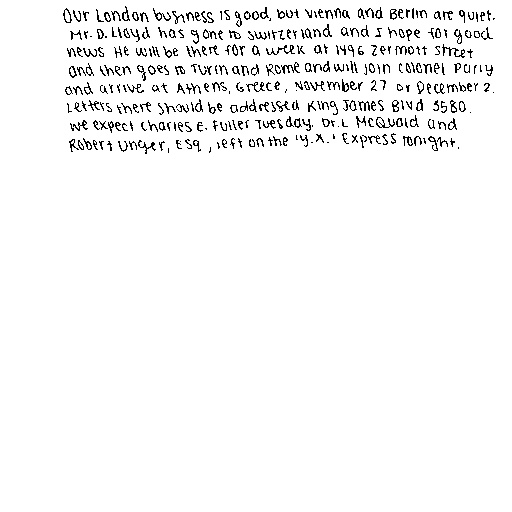 Our London business is good, but Vienna and Berlin are quiet.
Mr. D. Lloyd has gone to Switzerland and I hope for good
news. He will be there for a week at 1496 Zermott Street
and then goes to Turin and Rome and will join Colonel Parry
and arrive at Athens, Greece, November 27 or December 2.
Letters there should be addressed King James Blvd 3580.
We expect Charles E. Fuller Tuesday. Dr. L McQuaid and
Robert Unger, Esq., left on the "Y.X." Express tonight.